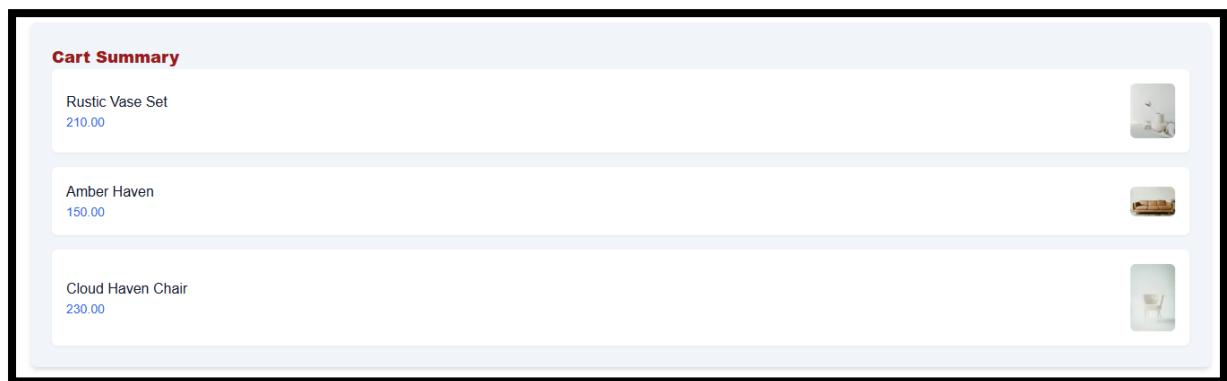 Cart Summary
Rustic Vase Set
210.00
Amber Haven
150.00
Cloud Haven Chair
230.00